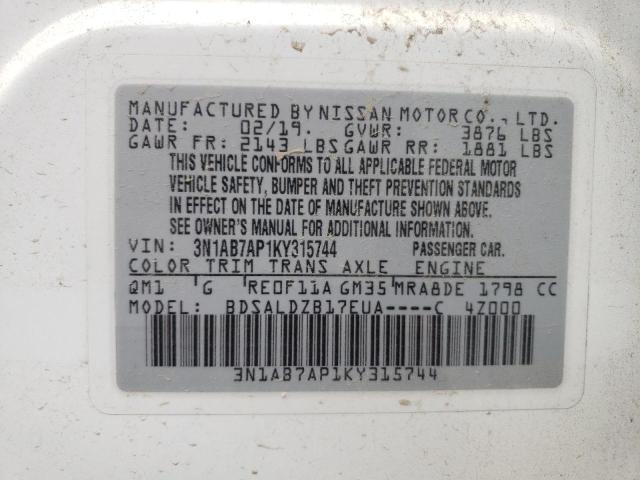 MANUFACTURED BY NISSAN MOTOR CO., LTD.
DATE: 02/19. GVWR: 3876 LBS
GAWR FR: 2143 LBS GAWR RR: 1881 LBS
THIS VEHICLE CONFORMS TO ALL APPLICABLE FEDERAL MOTOR
VEHICLE SAFETY, BUMPER AND THEFT PREVENTION STANDARDS
IN EFFECT ON THE DATE OF MANUFACTURE SHOWN ABOVE.
SEE OWNER'S MANUAL FOR ADDITIONAL INFORMATION.
VIN: 3N1AB7AP1KY315744 PASSENGER CAR.
COLOR TRIM TRANS AXLE ENGINE
QM1 G RE0F11A GM35 MRA8DE 1798 CC
MODEL: BDSALDZB17EUA----C 4Z000
3N1AB7AP1KY315744